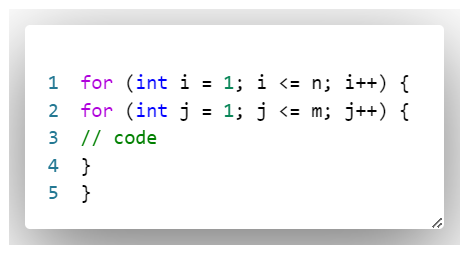 1 for (int i = 1; i <= n; i++) {
2 for (int j = 1; j <= m; j++) {
3 // code
4 }
5 }